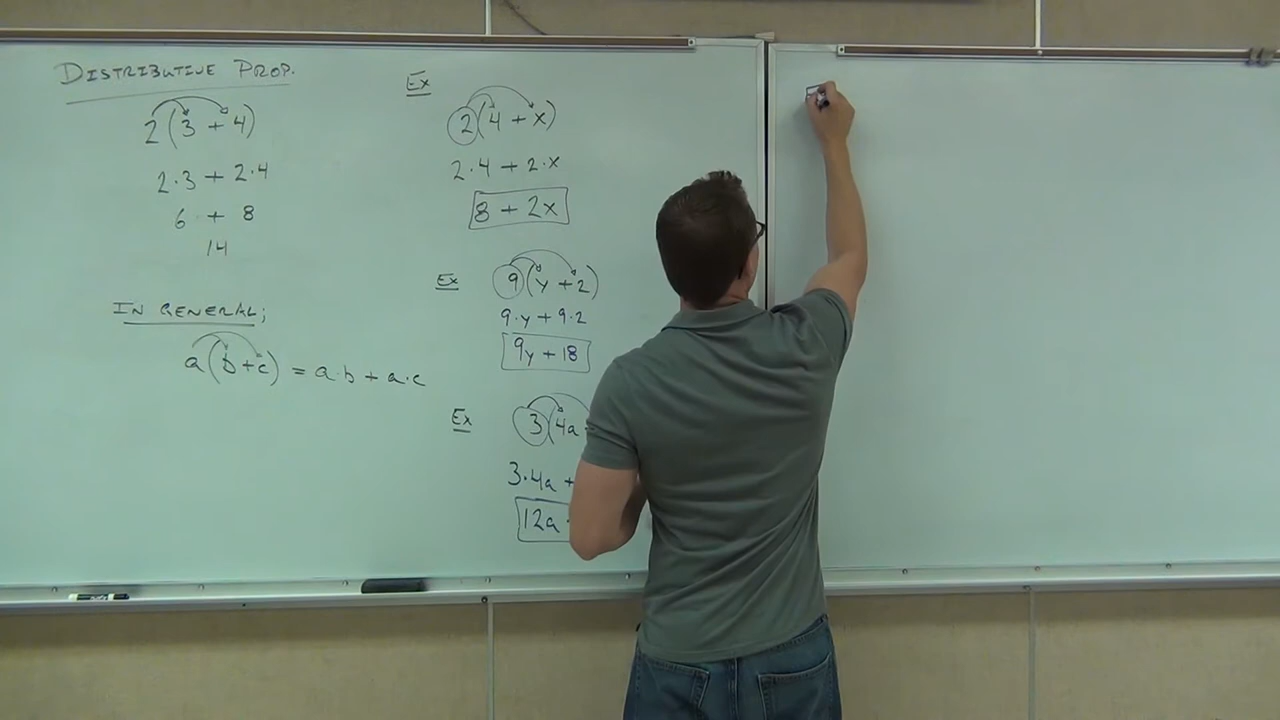 DISTRIBUTIVE PROP.
2(3 + 4)
2·3 + 2·4
6 + 8
14
IN GENERAL;
a(b+c) = a·b + a·c
Ex
2(4 + x)
2·4 + 2·x
8 + 2x
Ex 9(y + 2)
9·y + 9·2
9y + 18
Ex 3(4a
3·4a +
12a